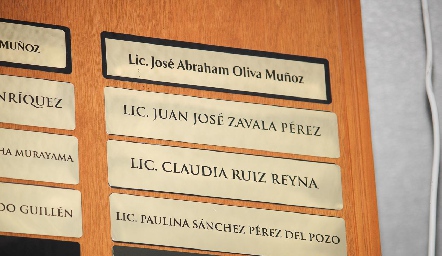 MUÑOZ
NRÍQUEZ
HA MURAYAMA
DO GUILLÉN
Lic. José Abraham Oliva Muñoz
LIC. JUAN JOSÉ ZAVALA PÉREZ
LIC. CLAUDIA RUIZ REYNA
LIC. PAULINA SÁNCHEZ PÉREZ DEL POZO